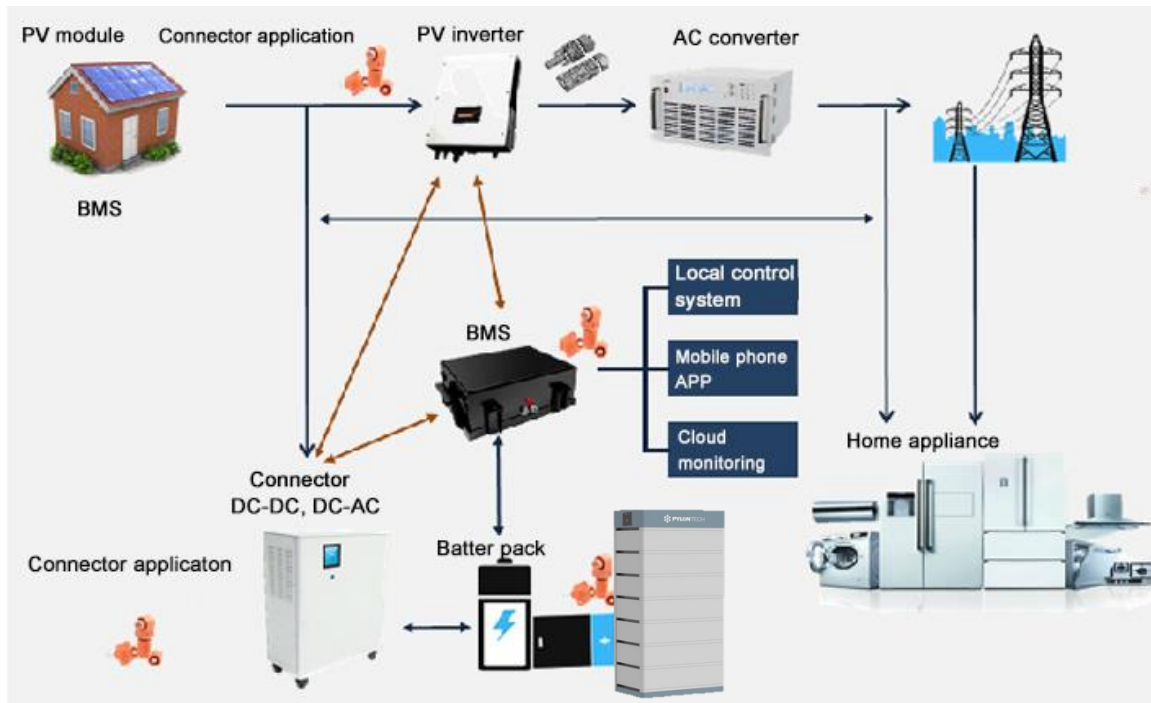 PV module
Connector application
PV inverter
AC converter
BMS
Local control
system
BMS
Mobile phone
APP
Cloud
monitoring
Home appliance
Connector
DC-DC, DC-AC
Batter pack
PYLONTECH
Connector applicaton